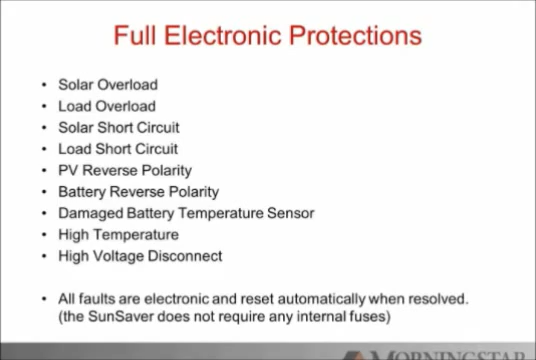 Full Electronic Protections
• Solar Overload
• Load Overload
• Solar Short Circuit
• Load Short Circuit
• PV Reverse Polarity
• Battery Reverse Polarity
• Damaged Battery Temperature Sensor
• High Temperature
• High Voltage Disconnect
• All faults are electronic and reset automatically when resolved.
(the SunSaver does not require any internal fuses)
MORNINGSTAR